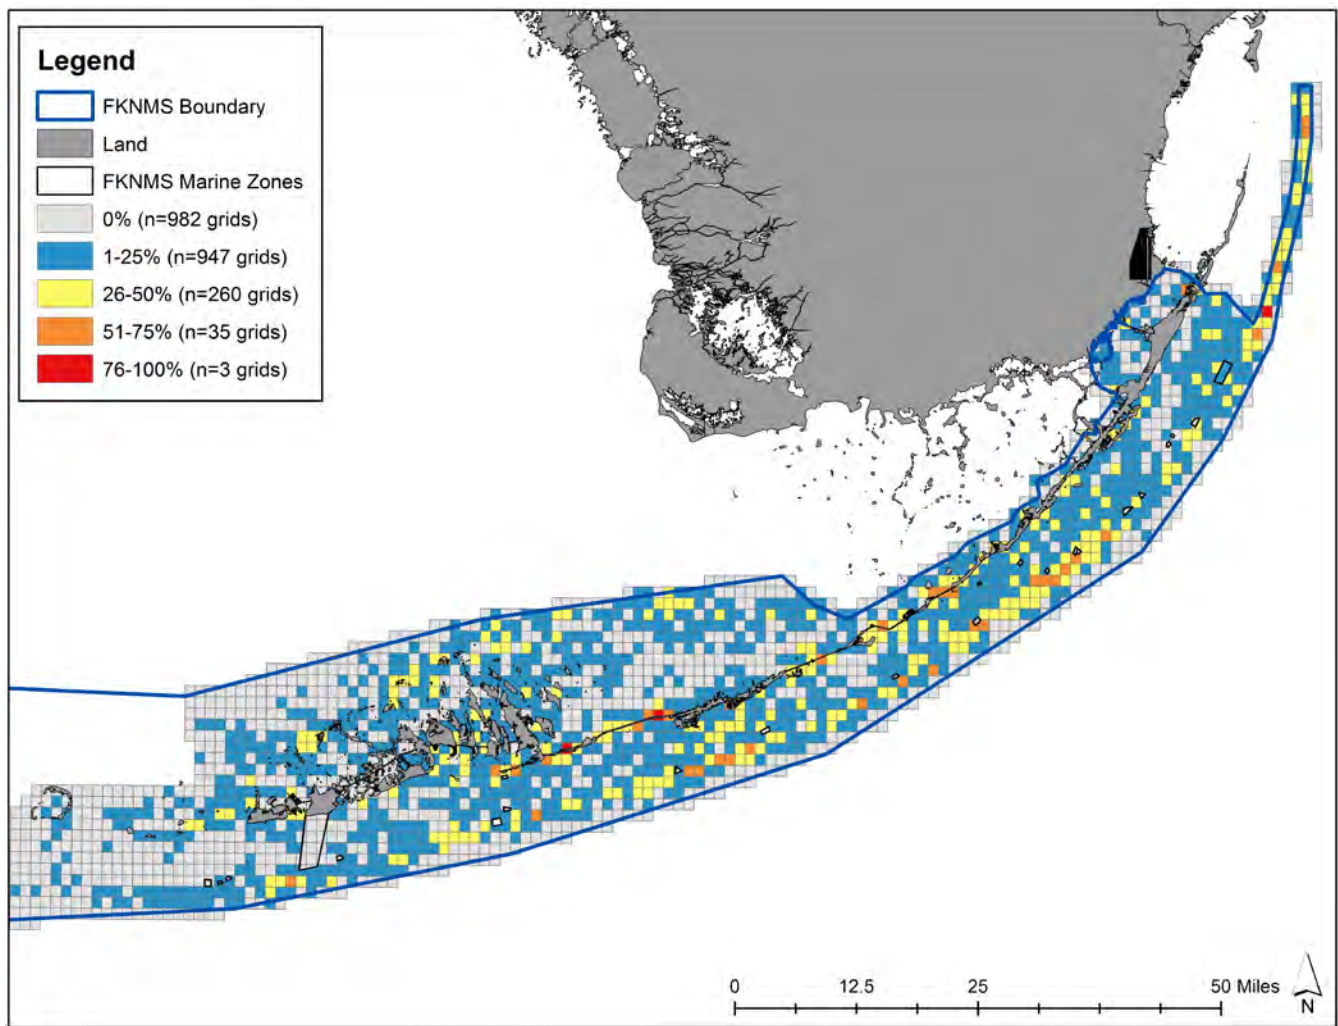 Legend
FKNMS Boundary
Land
FKNMS Marine Zones
0% (n=982 grids)
1-25% (n=947 grids)
26-50% (n=260 grids)
51-75% (n=35 grids)
76-100% (n=3 grids)
0 12.5 25 50 Miles
N